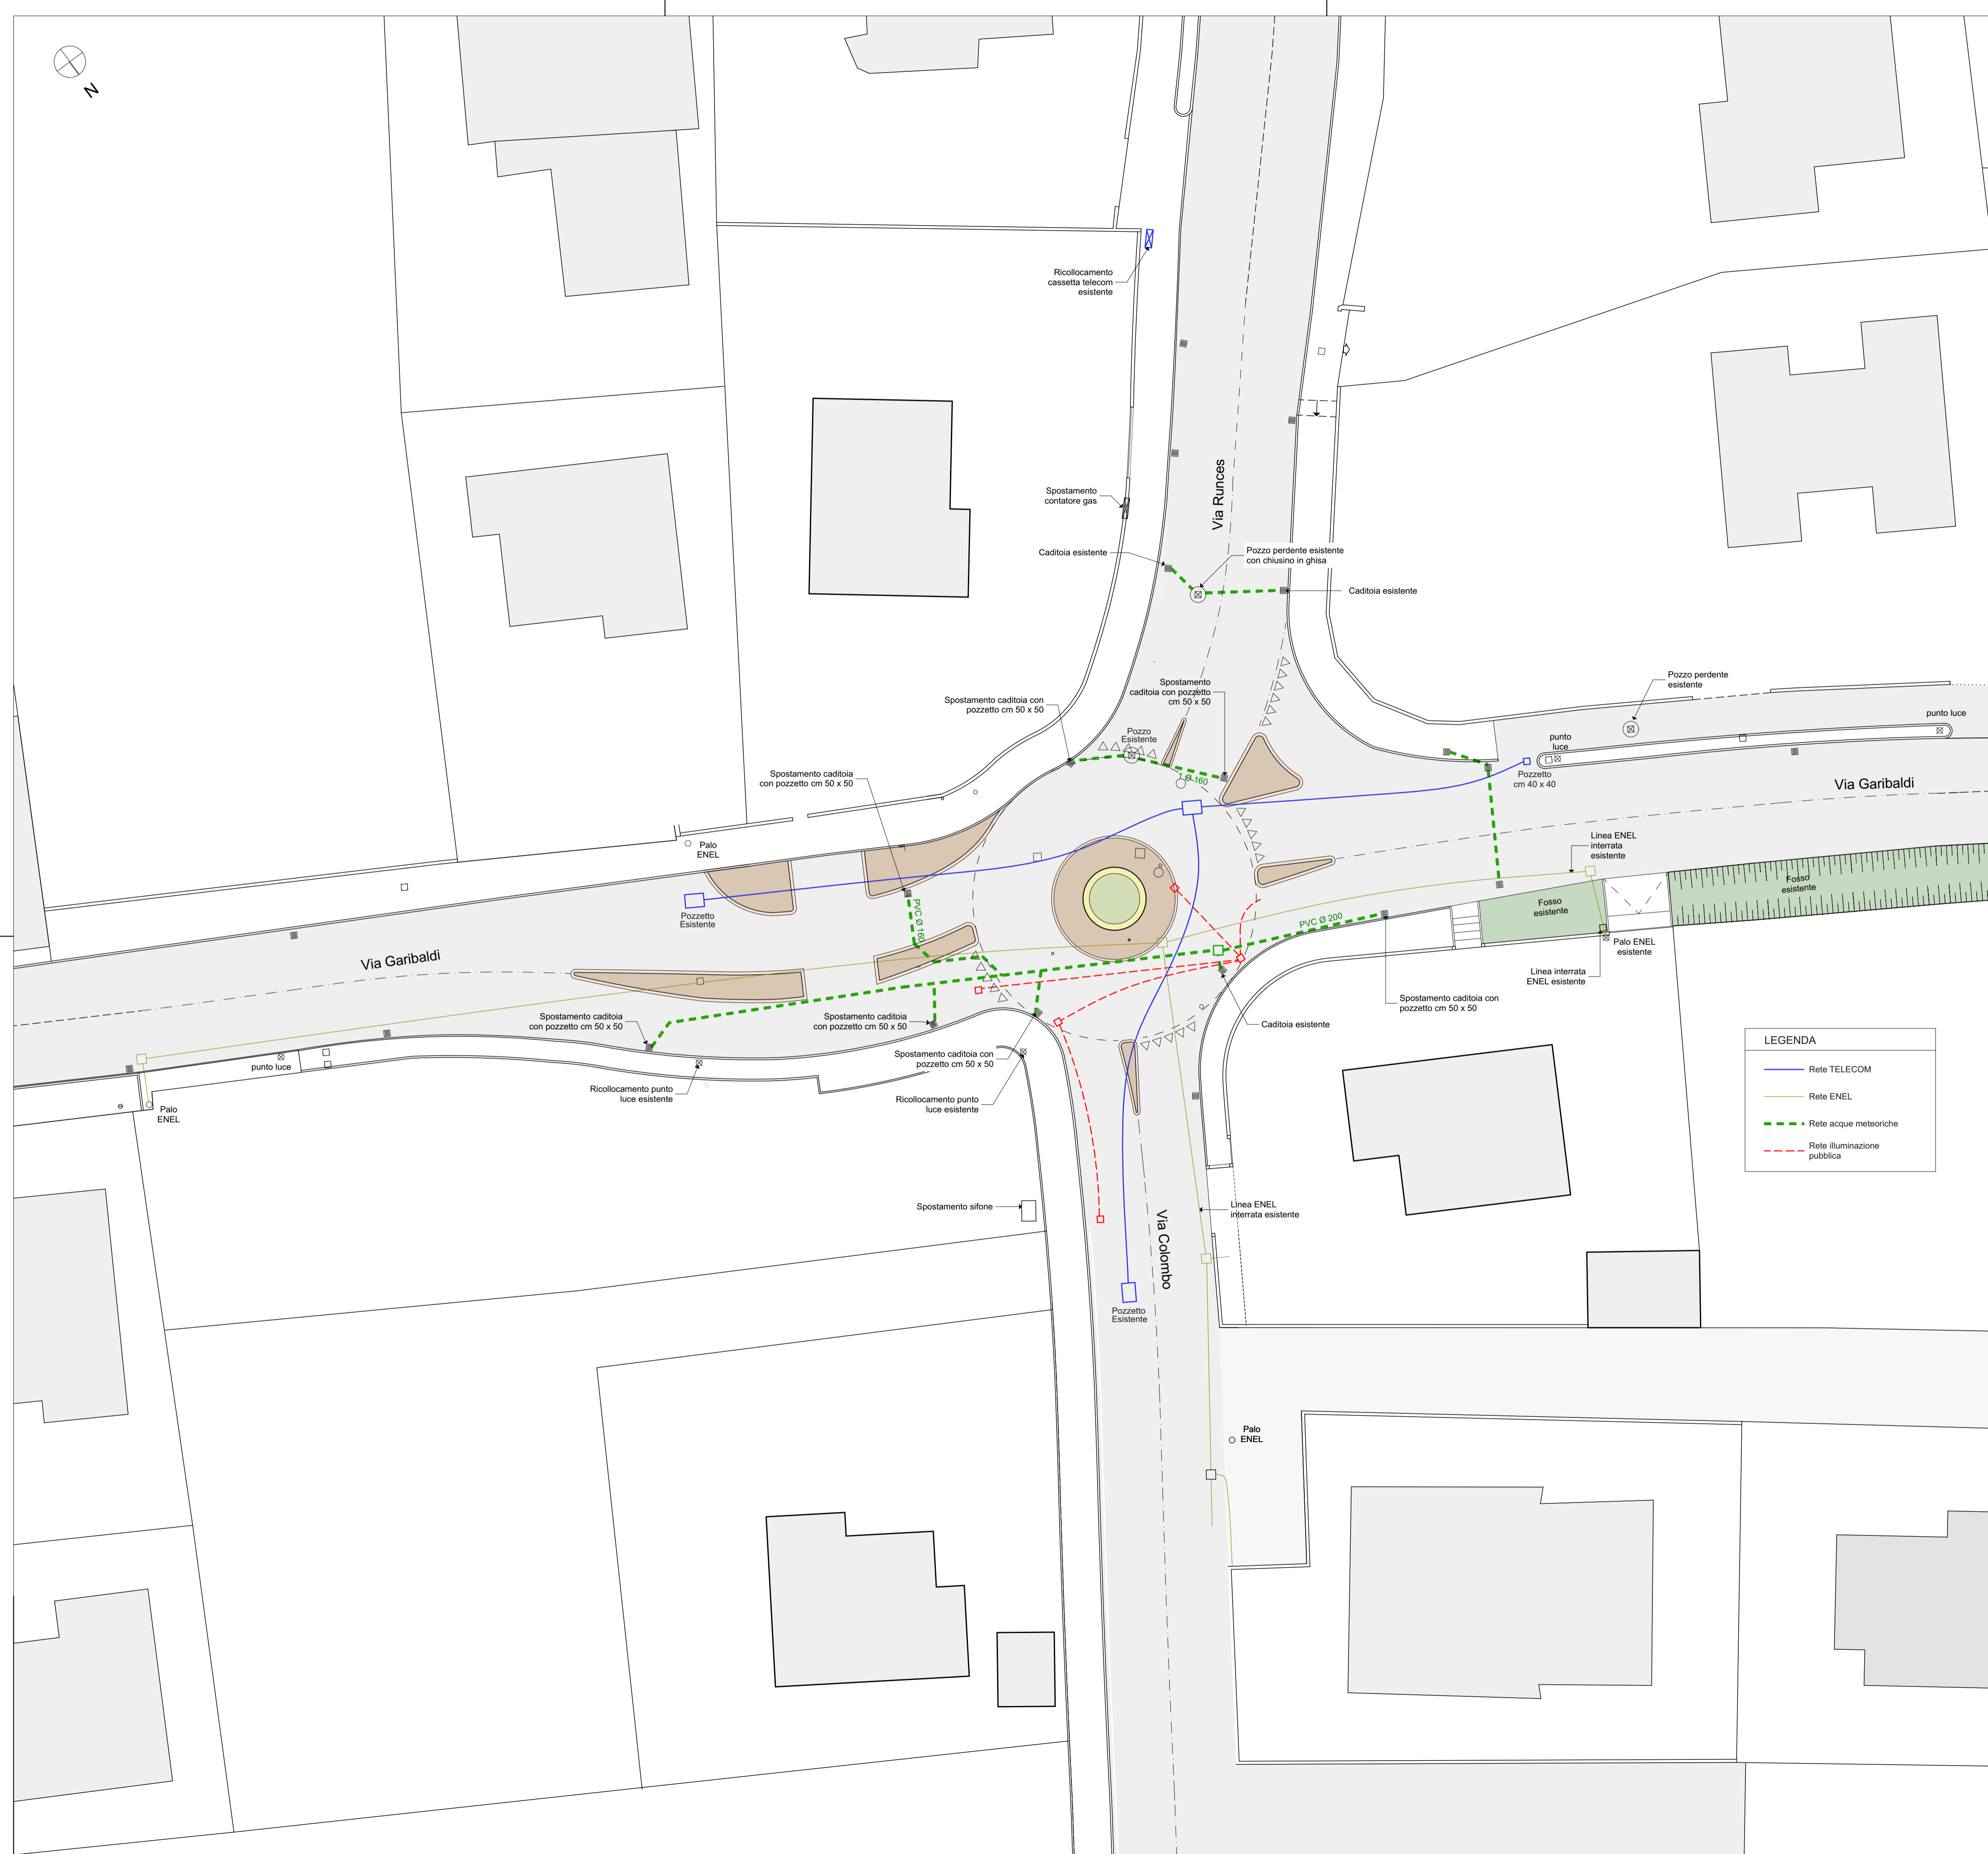 N
Ricollocamento
cassetta telecom
esistente
Via Runces
Spostamento
contatore gas
Caditoia esistente
Pozzo perdente esistente
con chiusino in ghisa
Caditoia esistente
Spostamento caditoia con
pozzetto cm 50 x 50
Spostamento
caditoia con pozzetto
cm 50 x 50
Pozzo
Esistente
1 Ø 160
Pozzo perdente
esistente
punto luce
punto
luce
Pozzetto
cm 40 x 40
Via Garibaldi
Spostamento caditoia
con pozzetto cm 50 x 50
Palo
ENEL
Linea ENEL
interrata
esistente
Fosso
esistente
Fosso
esistente
Pozzetto
Esistente
PVC Ø 160
PVC Ø 200
Palo ENEL
esistente
Linea interrata
ENEL esistente
Via Garibaldi
Spostamento caditoia con
pozzetto cm 50 x 50
Caditoia esistente
Spostamento caditoia
con pozzetto cm 50 x 50
Spostamento caditoia
con pozzetto cm 50 x 50
Spostamento caditoia con
pozzetto cm 50 x 50
punto luce
Ricollocamento punto
luce esistente
Ricollocamento punto
luce esistente
Palo
ENEL
LEGENDA
Rete TELECOM
Rete ENEL
Rete acque meteoriche
Rete illuminazione
pubblica
Spostamento sifone
Linea ENEL
interrata esistente
Via Colombo
Pozzetto
Esistente
Palo
ENEL